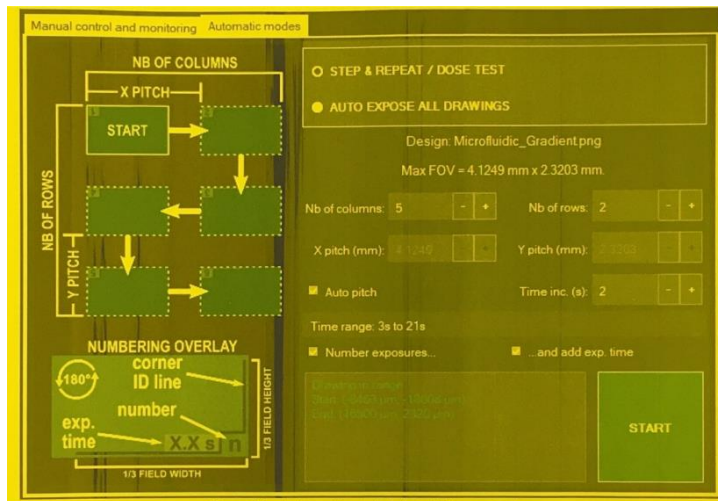 Manual control and monitoring
Automatic modes
NB OF COLUMNS
X PITCH
START
NB OF ROWS
Y PITCH
NUMBERING OVERLAY
180°
corner
ID line
number
exp.
time
X.X s
n
1/3 FIELD HEIGHT
1/3 FIELD WIDTH
STEP & REPEAT / DOSE TEST
AUTO EXPOSE ALL DRAWINGS
Design: Microfluidic_Gradient.png
Max FOV = 4.1249 mm x 2.3203 mm.
Nb of columns: 5 - +
Nb of rows: 2 - +
X pitch (mm): 4.1249 - +
Y pitch (mm): 2.3203 - +
Auto pitch
Time inc. (s): 2 - +
Time range: 3s to 21s
Number exposures...
...and add exp. time
START